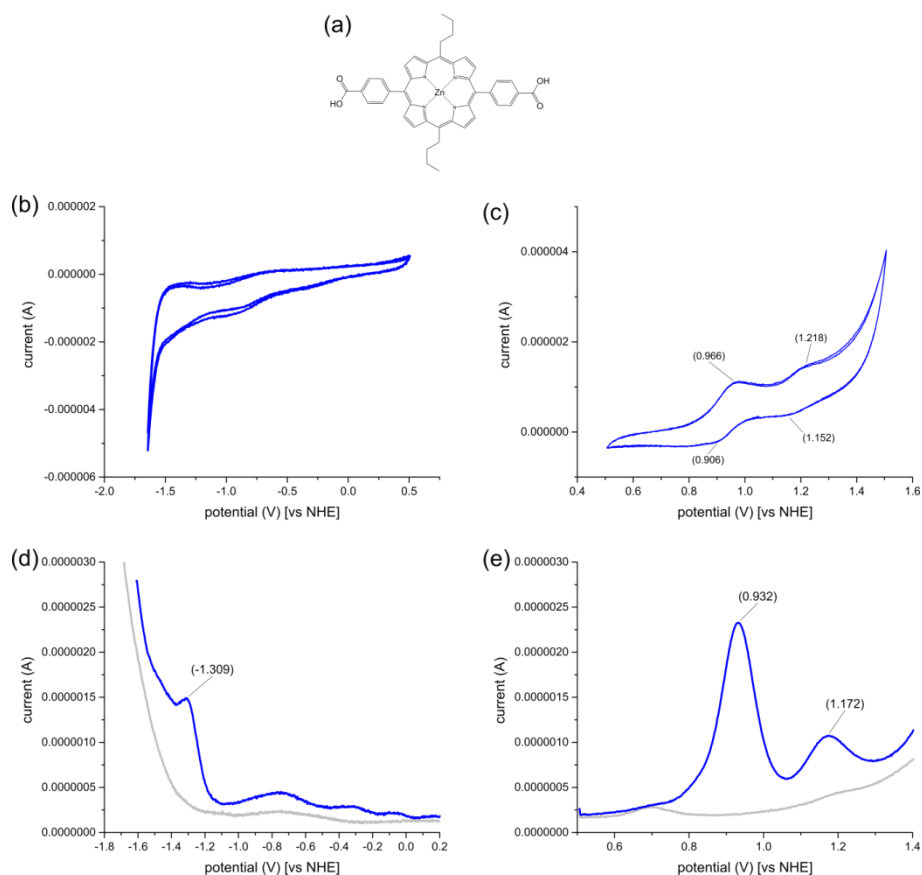 (a)
O
HO
N
N
Zn
N
N
OH
O
(b)
0.000002
0.000000
-0.000002
-0.000004
-0.000006
current (A)
-2.0 -1.5 -1.0 -0.5 0.0 0.5
potential (V) [vs NHE]
(c)
0.000004
0.000002
0.000000
current (A)
(0.966)
(1.218)
(0.906)
(1.152)
0.4 0.6 0.8 1.0 1.2 1.4 1.6
potential (V) [vs NHE]
(d)
0.0000030
0.0000025
0.0000020
0.0000015
0.0000010
0.0000005
0.0000000
current (A)
(-1.309)
-1.8 -1.6 -1.4 -1.2 -1.0 -0.8 -0.6 -0.4 -0.2 0.0 0.2
potential (V) [vs NHE]
(e)
0.0000030
0.0000025
0.0000020
0.0000015
0.0000010
0.0000005
0.0000000
current (A)
(0.932)
(1.172)
0.6 0.8 1.0 1.2 1.4
potential (V) [vs NHE]